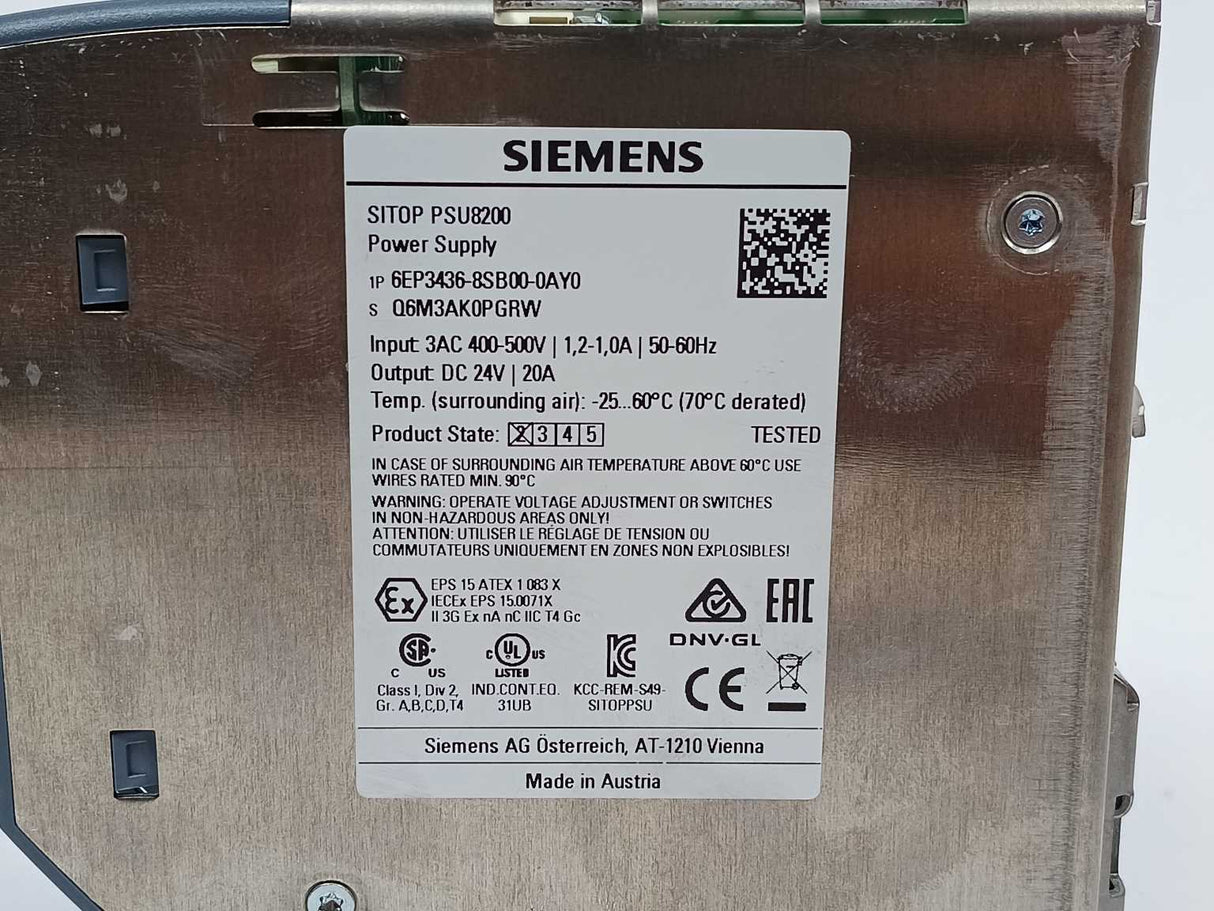 SIEMENS
SITOP PSU8200
Power Supply
1P 6EP3436-8SB00-0AY0
S Q6M3AK0PGRW
Input: 3AC 400-500V | 1,2-1,0A | 50-60Hz
Output: DC 24V | 20A
Temp. (surrounding air): -25...60°C (70°C derated)
Product State: 2 3 4 5 TESTED
IN CASE OF SURROUNDING AIR TEMPERATURE ABOVE 60°C USE
WIRES RATED MIN. 90°C
WARNING: OPERATE VOLTAGE ADJUSTMENT OR SWITCHES
IN NON-HAZARDOUS AREAS ONLY!
ATTENTION: UTILISER LE RÉGLAGE DE TENSION OU
COMMUTATEURS UNIQUEMENT EN ZONES NON EXPLOSIBLES!
Ex
EPS 15 ATEX 1 083 X
IECEx EPS 15.0071X
II 3G Ex nA nC IIC T4 Gc
EAC
DNV·GL
C SA US
Class I, Div 2,
Gr. A,B,C,D,T4
C UL US
LISTED
IND.CONT.EQ.
31UB
KC
KCC-REM-S49-
SITOPPSU
CE
Siemens AG Österreich, AT-1210 Vienna
Made in Austria